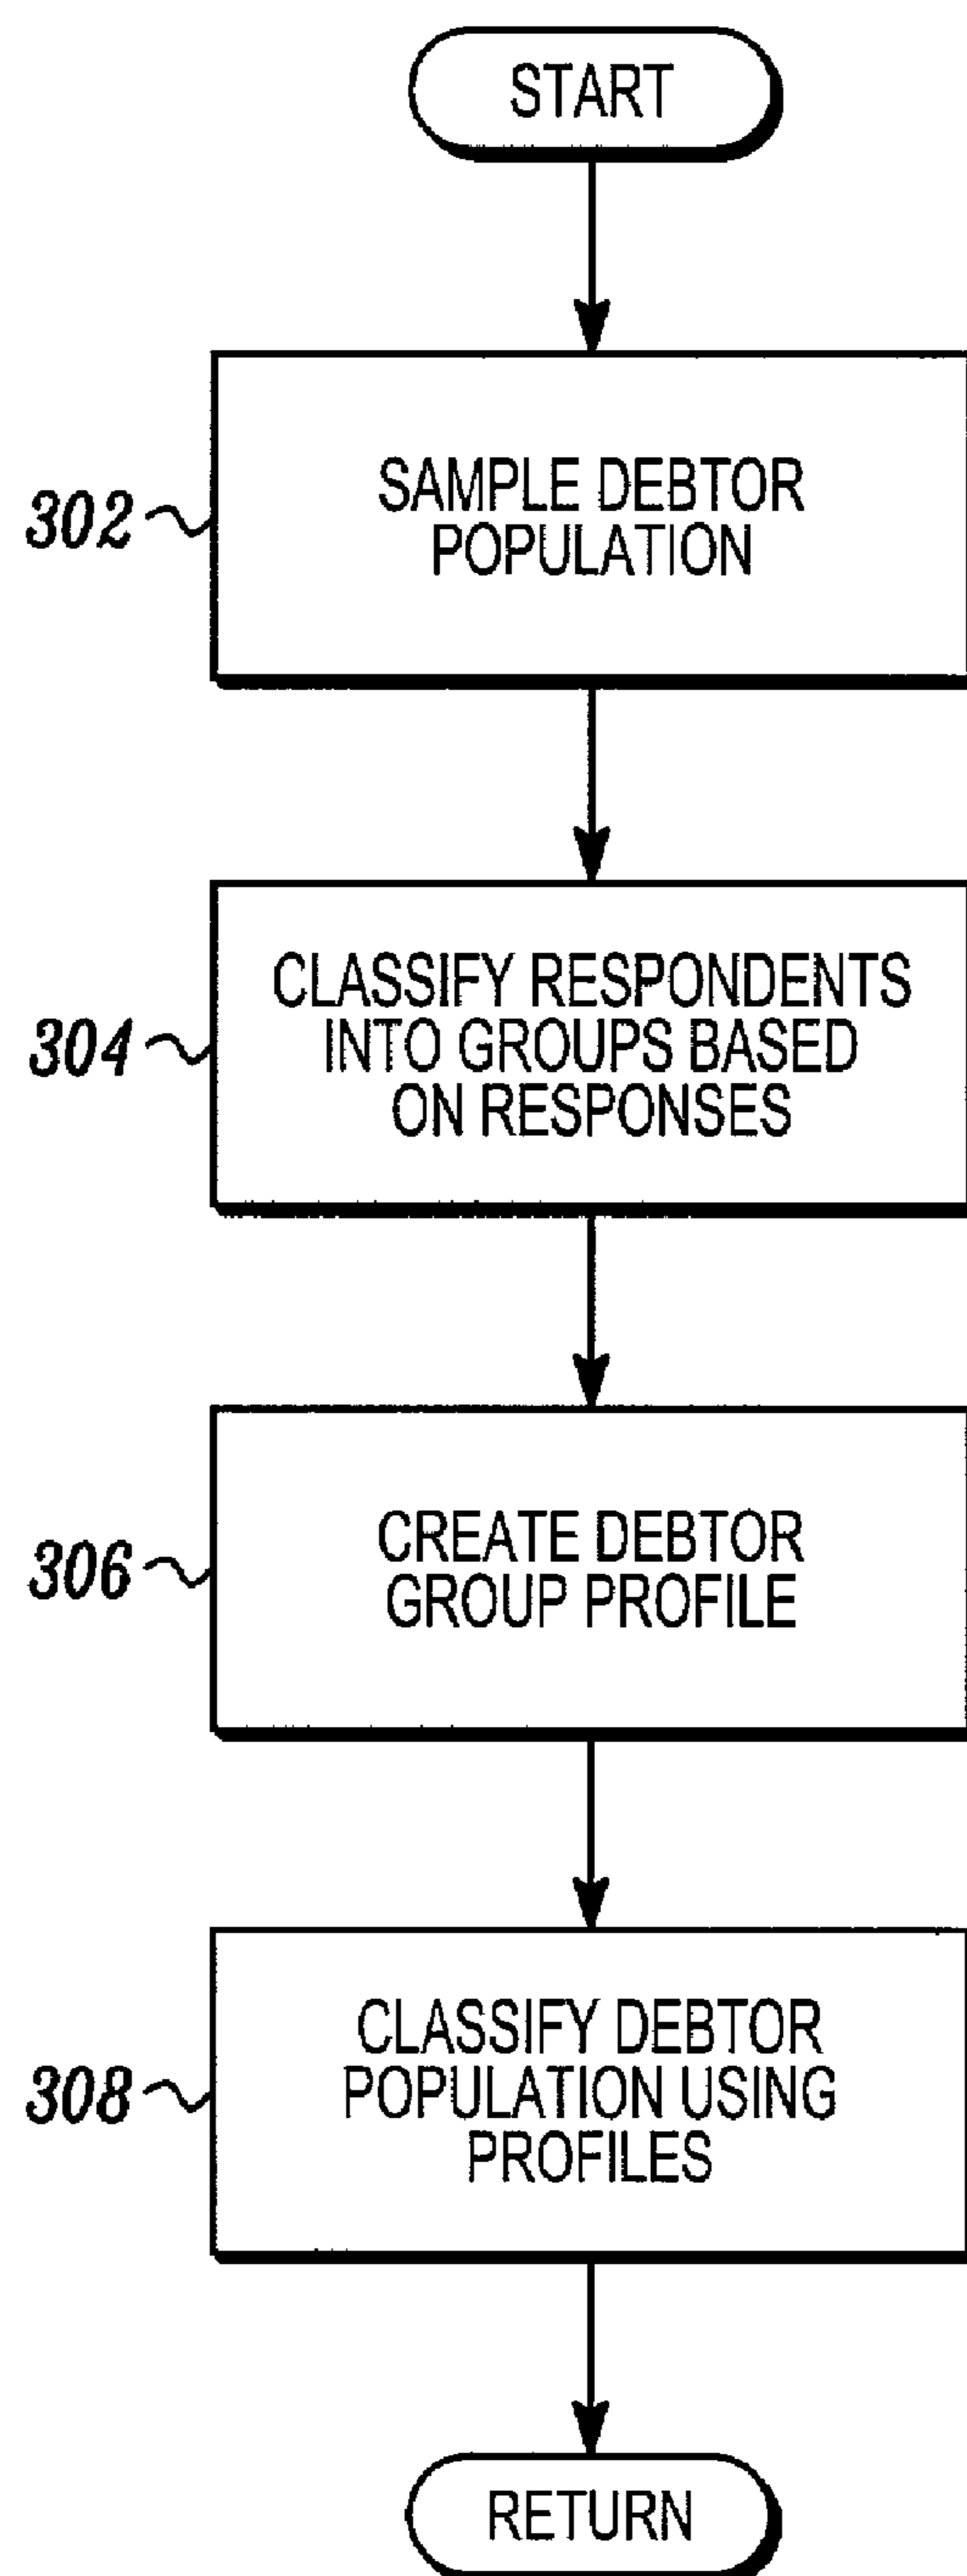 START
302
SAMPLE DEBTOR
POPULATION
304
CLASSIFY RESPONDENTS
INTO GROUPS BASED
ON RESPONSES
306
CREATE DEBTOR
GROUP PROFILE
308
CLASSIFY DEBTOR
POPULATION USING
PROFILES
RETURN